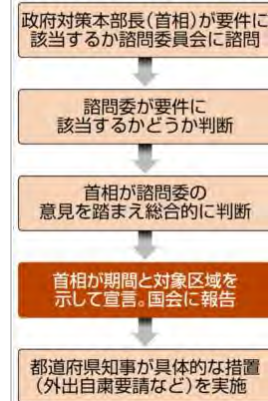 政府対策本部長(首相)が要件に
該当するか諮問委員会に諮問
諮問委が要件に
該当するかどうか判断
首相が諮問委の
意見を踏まえ総合的に判断
首相が期間と対象区域を
示して宣言。国会に報告
都道府県知事が具体的な措置
(外出自粛要請など)を実施